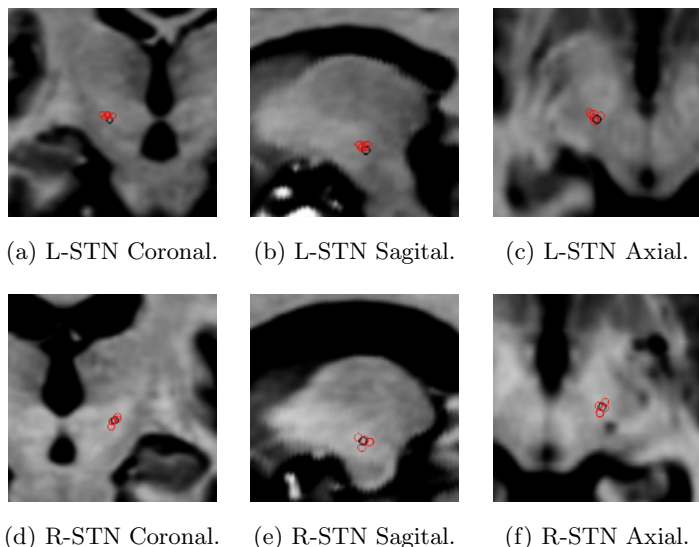 (a) L-STN Coronal.
(b) L-STN Sagital.
(c) L-STN Axial.
(d) R-STN Coronal.
(e) R-STN Sagital.
(f) R-STN Axial.